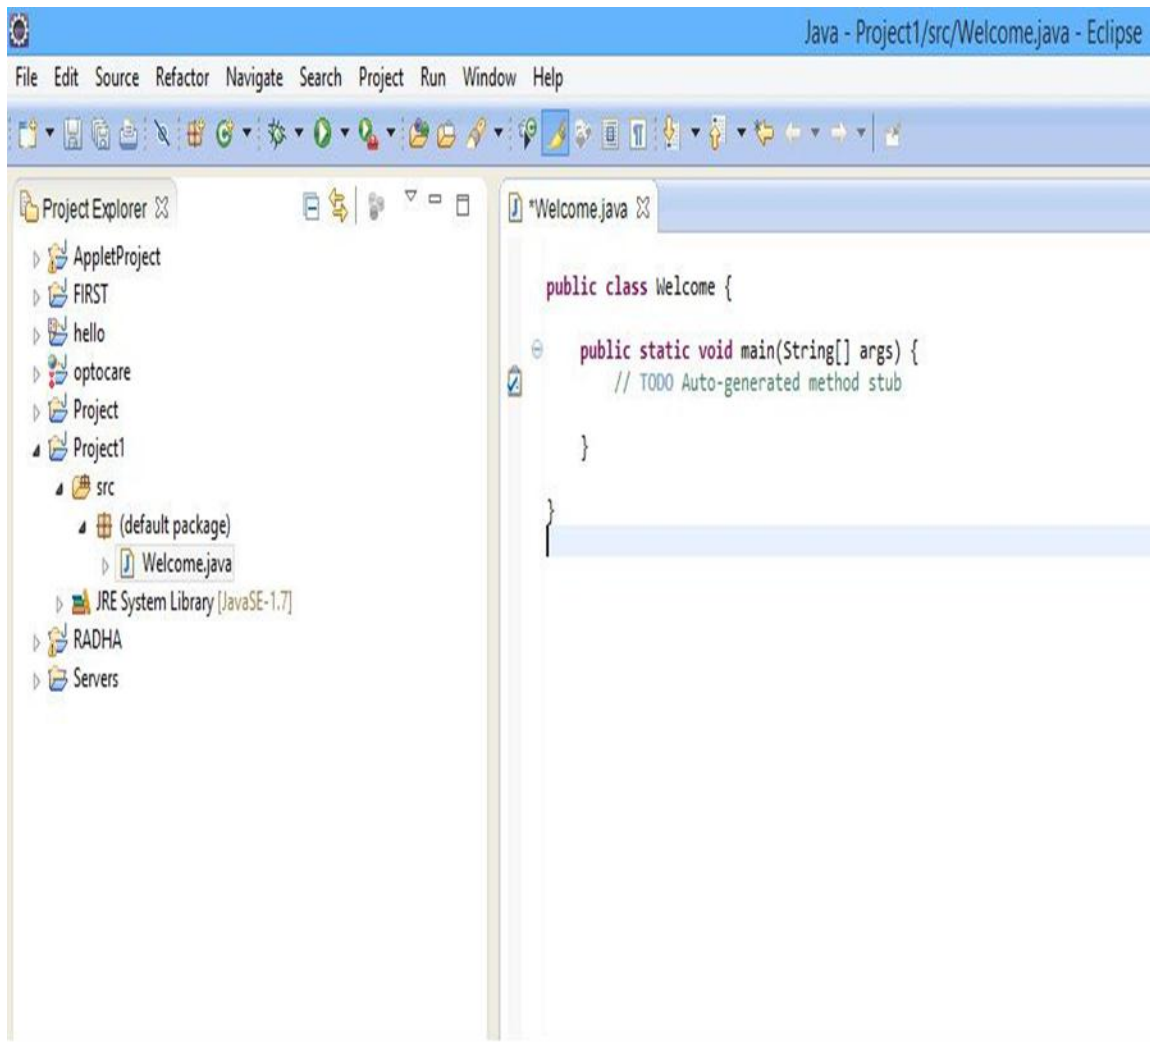 Java - Project1/src/Welcome.java - Eclipse
File Edit Source Refactor Navigate Search Project Run Window Help
Project Explorer
AppletProject
FIRST
hello
optocare
Project
Project1
src
(default package)
Welcome.java
JRE System Library [JavaSE-1.7]
RADHA
Servers
*Welcome.java
public class Welcome {
public static void main(String[] args) {
// TODO Auto-generated method stub
}
}